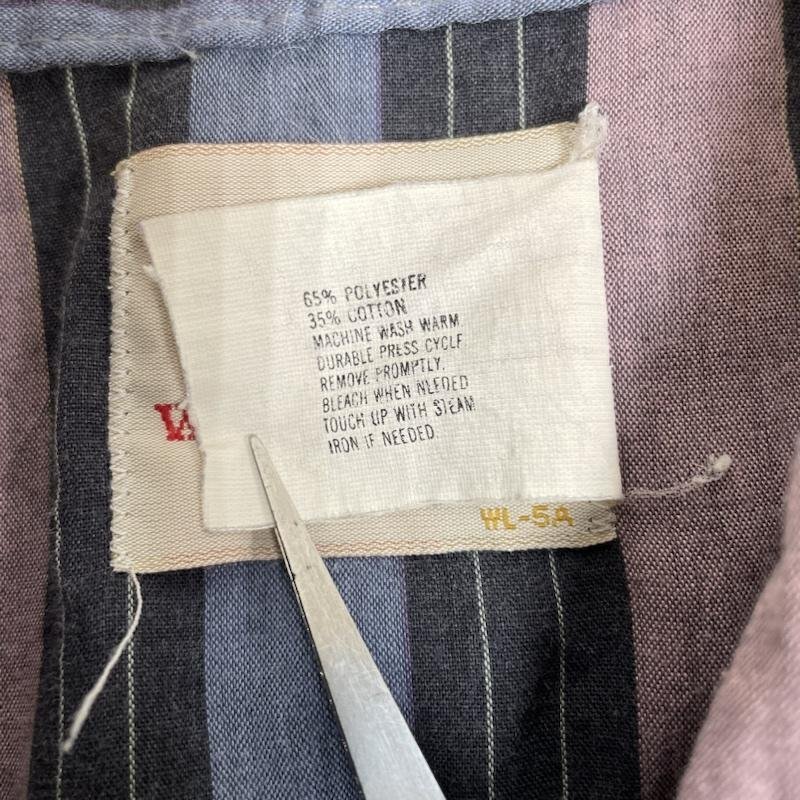 65% POLYESTER
35% COTTON
MACHINE WASH WARM
DURABLE PRESS CYCLE
REMOVE PROMPTLY.
BLEACH WHEN NEEDED
TOUCH UP WITH STEAM
IRON IF NEEDED
WL-5A